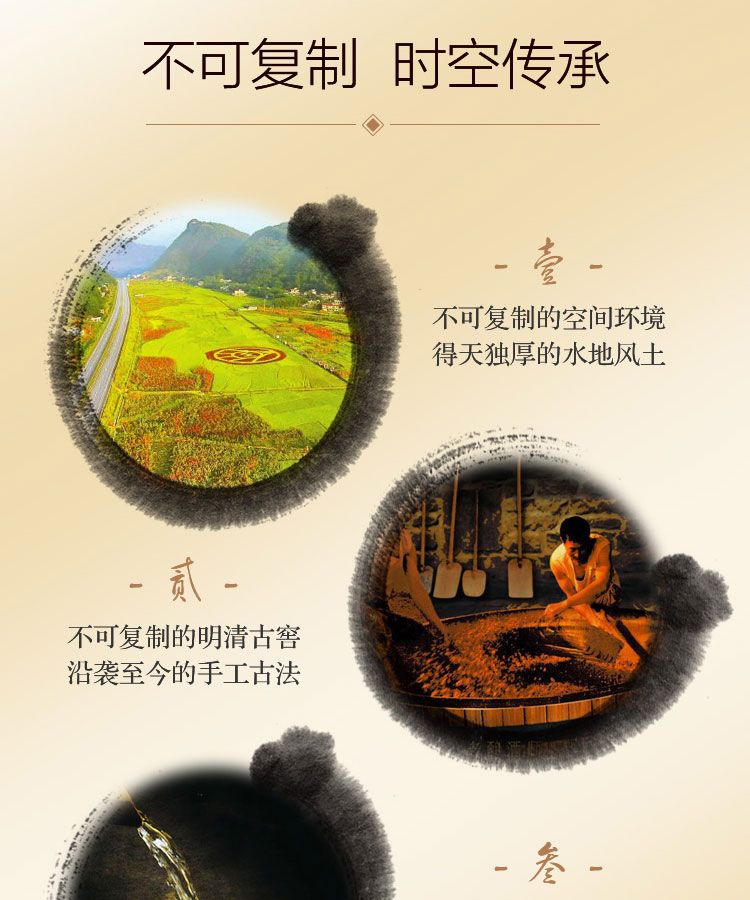 不可复制 时空传承
- 壹 -
不可复制的空间环境
得天独厚的水地风土
- 贰 -
不可复制的明清古窖
沿袭至今的手工古法
- 叁 -